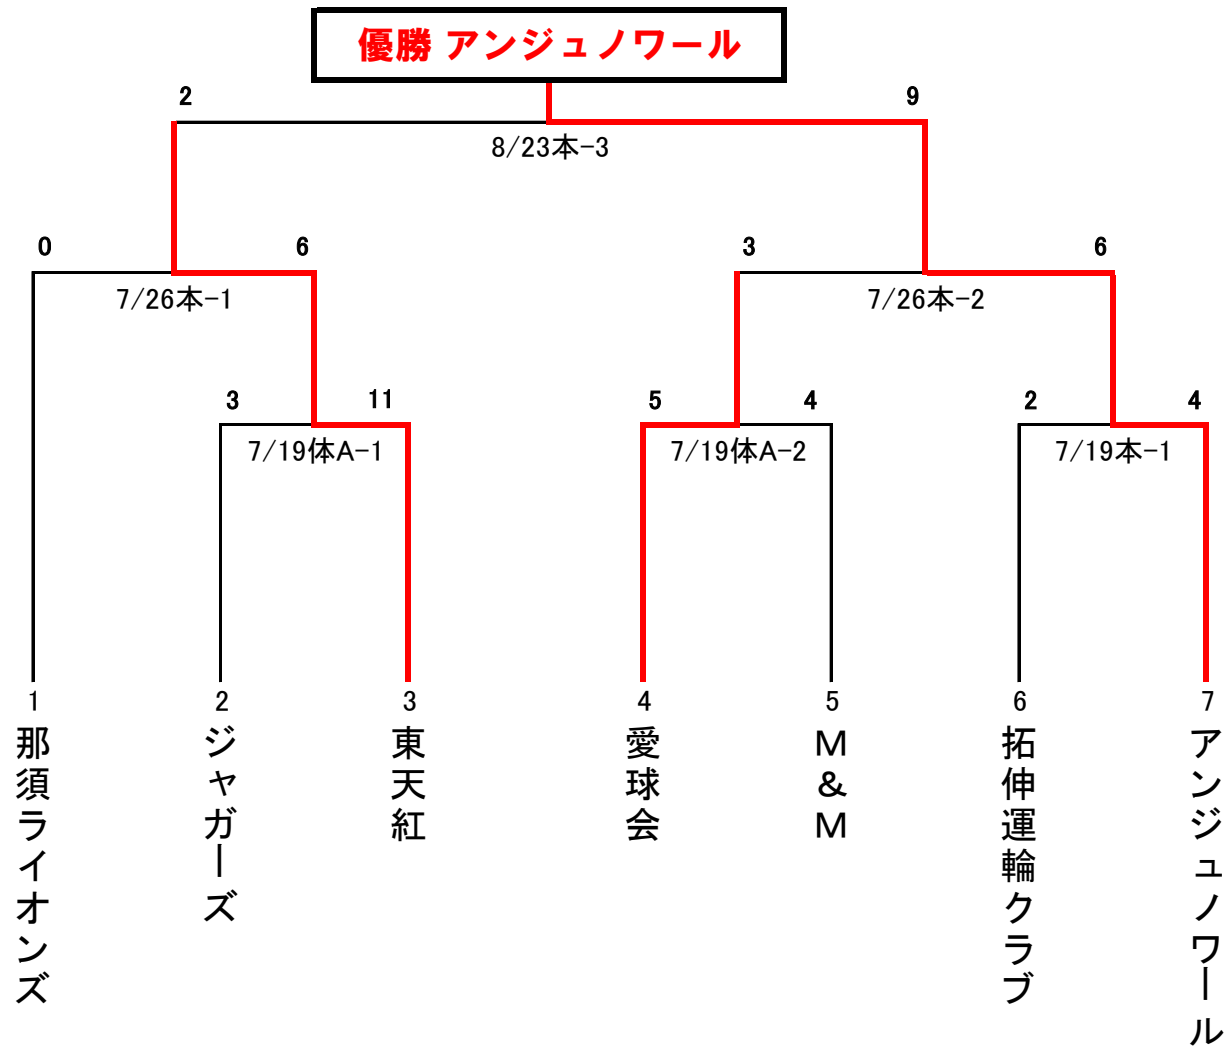 優勝 アンジュノワール
2
9
8/23本-3
0
6
3
6
7/26本-1
7/26本-2
3
11
5
4
2
4
7/19体A-1
7/19体A-2
7/19本-1
1
2
3
4
5
6
7
那須ライオンズ
ジャガーズ
東天紅
愛球会
M&M
拓伸運輪クラブ
アンジュノワール